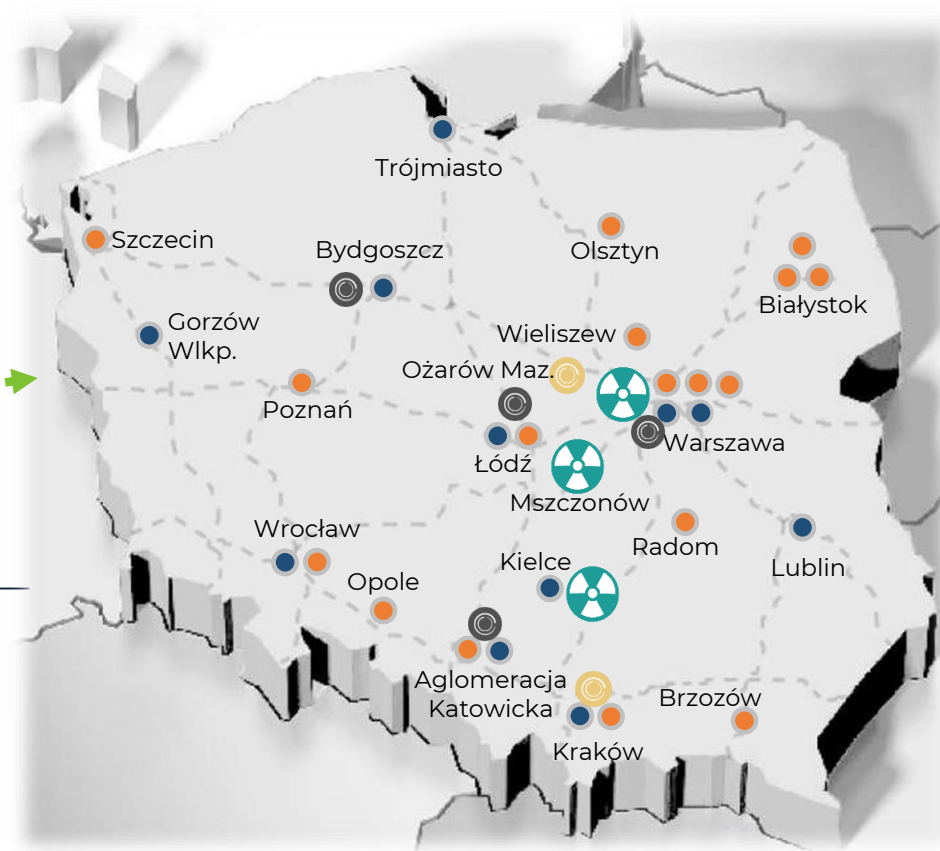 Trójmiasto
Szczecin
Bydgoszcz
Olsztyn
Białystok
Gorzów
Wlkp.
Wieliszew
Ożarów Maz.
Poznań
Warszawa
Łódź
Mszczonów
Wrocław
Radom
Kielce
Lublin
Opole
Aglomeracja
Katowicka
Brzozów
Kraków